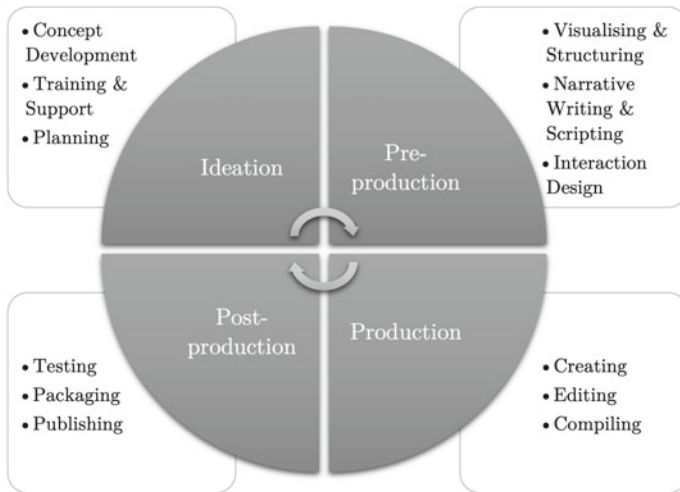 • Concept
Development
• Training &
Support
• Planning
Ideation
• Visualising &
Structuring
• Narrative
Writing &
Scripting
• Interaction
Design
Pre-
production
Post-
production
• Testing
• Packaging
• Publishing
Production
• Creating
• Editing
• Compiling